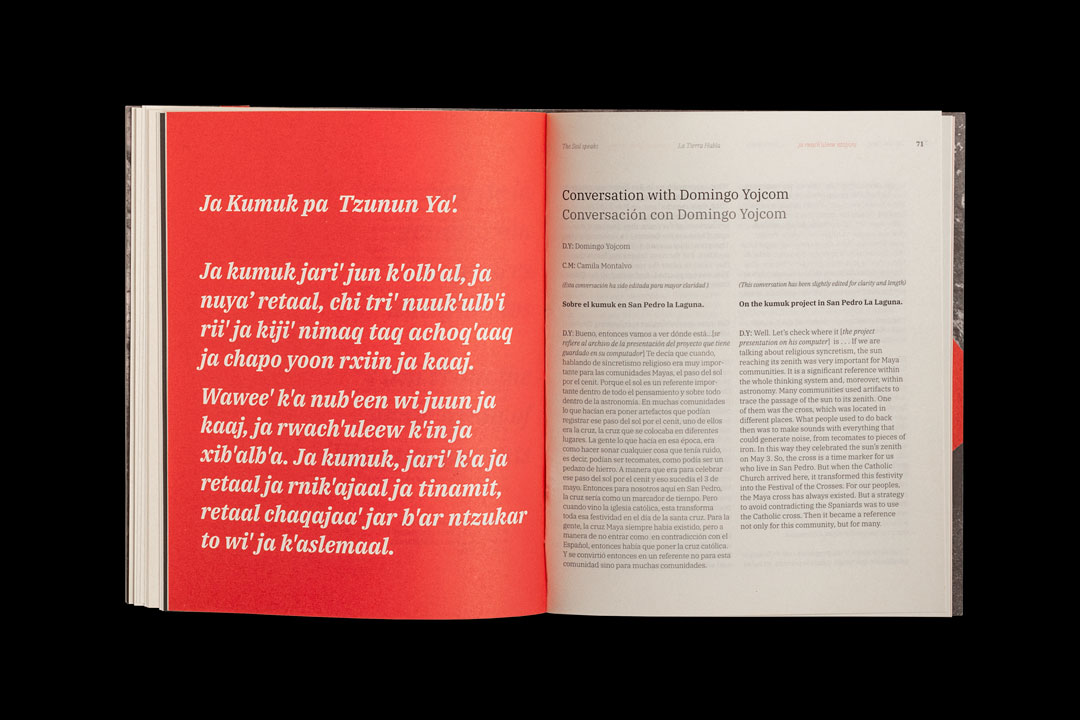 Ja Kumuk pa Tzunun Ya'.
Ja kumuk jari' jun k'olb'al, ja
nuya’ retaal, chi tri' nuuk'ulb'i
rii' ja kiji' nimaq taq achoq'aaq
ja chapo yoon rxiin ja kaaj.
Wawee' k'a nub'een wi juun ja
kaaj, ja rwach'uleew k'in ja
xib'alb'a. Ja kumuk, jari' k'a ja
retaal ja rnik'ajaal ja tinamit,
retaal chaqajaa' jar b'ar ntzukar
to wi' ja k'aslemaal.
The Soil speaks
La Tierra Habla
71
Conversation with Domingo Yojcom
Conversación con Domingo Yojcom
D.Y: Domingo Yojcom
C.M: Camila Montalvo
(Esta conversación ha sido editada para mayor claridad )
Sobre el kumuk en San Pedro la Laguna.
D.Y: Bueno, entonces vamos a ver dónde está...[se
refiere al archivo de la presentación del proyecto que tiene
guardado en su computador] Te decía que cuando,
hablando de sincretismo religioso era muy impor-
tante para las comunidades Mayas, el paso del sol
por el cenit. Porque el sol es un referente impor-
tante dentro de todo el pensamiento y sobre todo
dentro de la astronomía. En muchas comunidades
lo que hacían era poner artefactos que podían
registrar ese paso del sol por el cenit, uno de ellos
era la cruz, la cruz que se colocaba en diferentes
lugares. La gente lo que hacía en esa época, era
como hacer sonar cualquier cosa que tenía ruido,
es decir, podían ser tecomates, como podía ser un
pedazo de hierro. A manera que era para celebrar
ese paso del sol por el cenit y eso sucedía el 3 de
mayo. Entonces para nosotros aquí en San Pedro,
la cruz sería como un marcador de tiempo. Pero
cuando vino la iglesia católica, esta transforma
toda esa festividad en el día de la santa cruz. Para la
gente, la cruz Maya siempre había existido, pero a
manera de no entrar como en contradicción con el
Español, entonces había que poner la cruz católica.
Y se convirtió entonces en un referente no para esta
comunidad sino para muchas comunidades.
(This conversation has been slightly edited for clarity and length)
On the kumuk project in San Pedro La Laguna.
D.Y: Well. Let's check where it [the project
presentation on his computer] is . . . If we are
talking about religious syncretism, the sun
reaching its zenith was very important for Maya
communities. It is a significant reference within
the whole thinking system and, moreover, within
astronomy. Many communities used artifacts to
trace the passage of the sun to its zenith. One
of them was the cross, which was located in
different places. What people used to do back
then was to make sounds with everything that
could generate noise, from tecomates to pieces of
iron. In this way they celebrated the sun's zenith
on May 3. So, the cross is a time marker for us
who live in San Pedro. But when the Catholic
Church arrived here, it transformed this festivity
into the Festival of the Crosses. For our peoples,
the Maya cross has always existed. But a strategy
to avoid contradicting the Spaniards was to use
the Catholic cross. Then it became a reference
not only for this community, but for many.